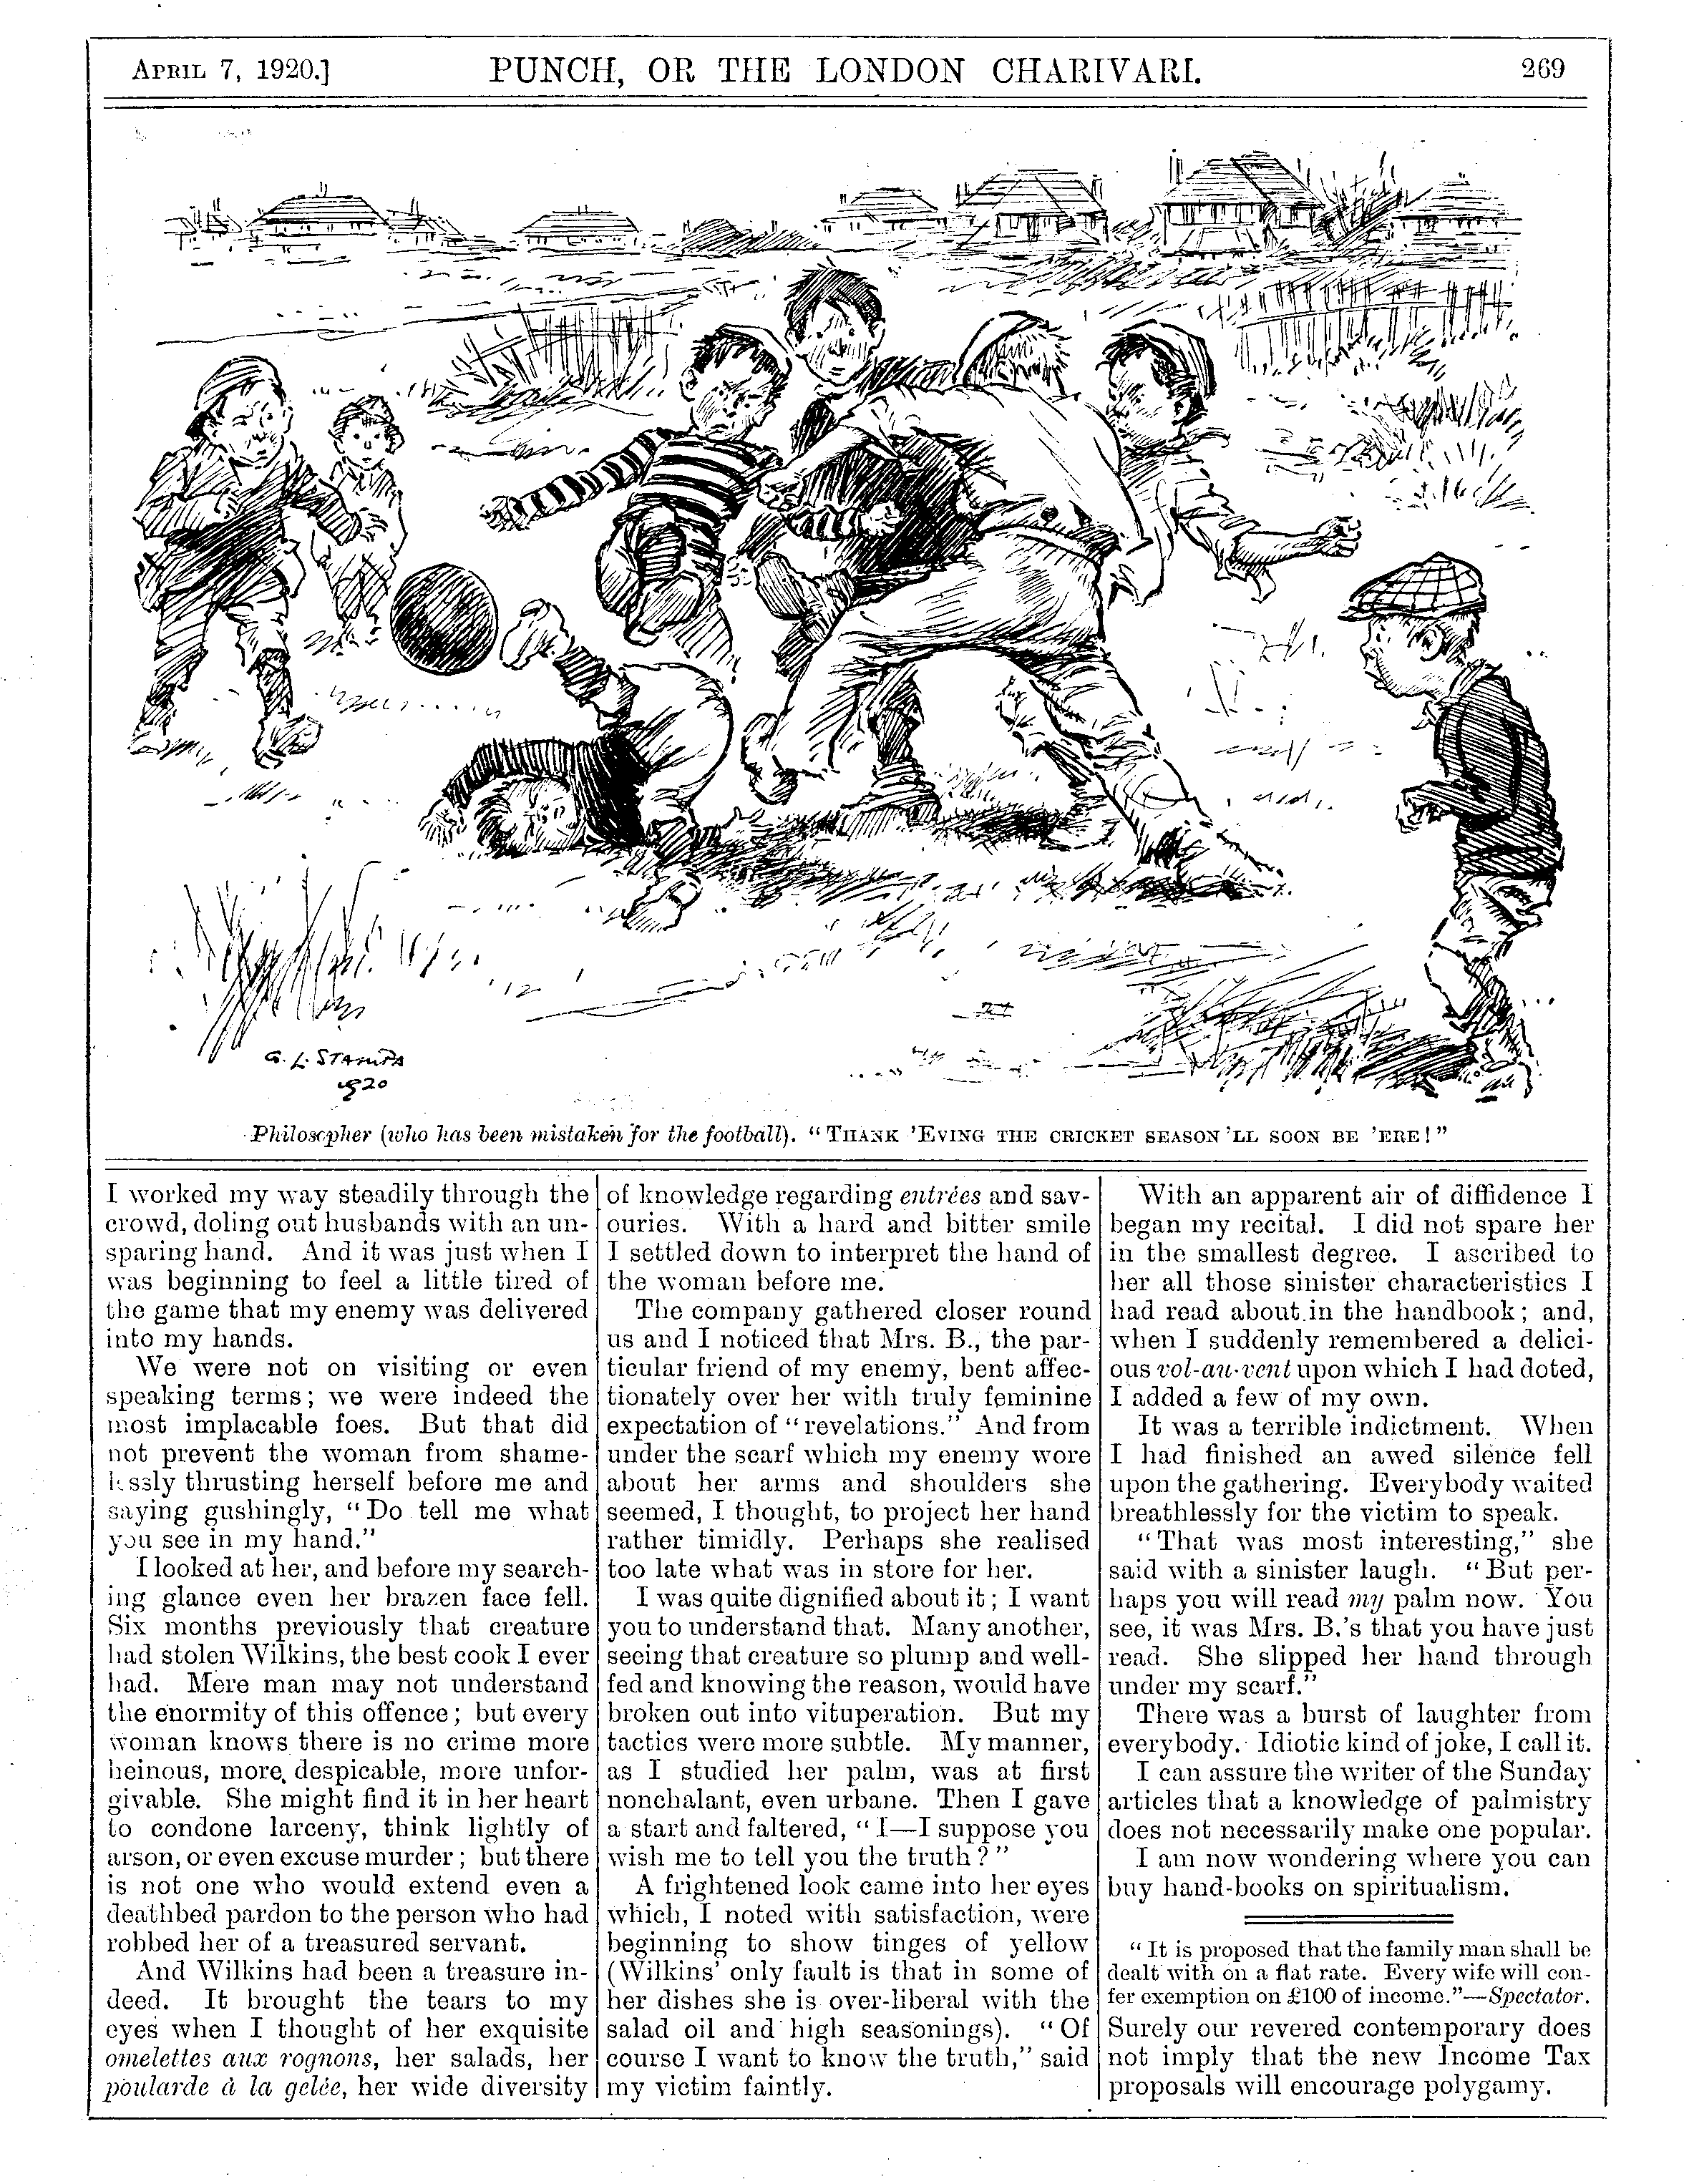 APRIL 7, 1920.] PUNCH, OR THE LONDON CHARIVARI. 269
G. L. STAMPA
1920
Philosopher (who has been mistaken for the football). "THANK 'EVING THE CRICKET SEASON 'LL SOON BE 'ERE!"
I worked my way steadily through the
crowd, doling out husbands with an un-
sparing hand. And it was just when I
was beginning to feel a little tired of
the game that my enemy was delivered
into my hands.
We were not on visiting or even
speaking terms; we were indeed the
most implacable foes. But that did
not prevent the woman from shame-
lessly thrusting herself before me and
saying gushingly, "Do tell me what
you see in my hand."
I looked at her, and before my search-
ing glance even her brazen face fell.
Six months previously that creature
had stolen Wilkins, the best cook I ever
had. Mere man may not understand
the enormity of this offence; but every
woman knows there is no crime more
heinous, more despicable, more unfor-
givable. She might find it in her heart
to condone larceny, think lightly of
arson, or even excuse murder; but there
is not one who would extend even a
deathbed pardon to the person who had
robbed her of a treasured servant.
And Wilkins had been a treasure in-
deed. It brought the tears to my
eyes when I thought of her exquisite
omelettes aux rognons, her salads, her
poularde à la gelée, her wide diversity
of knowledge regarding entrées and sav-
ouries. With a hard and bitter smile
I settled down to interpret the hand of
the woman before me.
The company gathered closer round
us and I noticed that Mrs. B., the par-
ticular friend of my enemy, bent affec-
tionately over her with truly feminine
expectation of "revelations." And from
under the scarf which my enemy wore
about her arms and shoulders she
seemed, I thought, to project her hand
rather timidly. Perhaps she realised
too late what was in store for her.
I was quite dignified about it; I want
you to understand that. Many another,
seeing that creature so plump and well-
fed and knowing the reason, would have
broken out into vituperation. But my
tactics were more subtle. My manner,
as I studied her palm, was at first
nonchalant, even urbane. Then I gave
a start and faltered, "I—I suppose you
wish me to tell you the truth?"
A frightened look came into her eyes
which, I noted with satisfaction, were
beginning to show tinges of yellow
(Wilkins' only fault is that in some of
her dishes she is over-liberal with the
salad oil and high seasonings). "Of
course I want to know the truth," said
my victim faintly.
With an apparent air of diffidence I
began my recital. I did not spare her
in the smallest degree. I ascribed to
her all those sinister characteristics I
had read about in the handbook; and,
when I suddenly remembered a delici-
ous vol-au-vent upon which I had doted,
I added a few of my own.
It was a terrible indictment. When
I had finished an awed silence fell
upon the gathering. Everybody waited
breathlessly for the victim to speak.
"That was most interesting," she
said with a sinister laugh. "But per-
haps you will read my palm now. You
see, it was Mrs. B.'s that you have just
read. She slipped her hand through
under my scarf."
There was a burst of laughter from
everybody. Idiotic kind of joke, I call it.
I can assure the writer of the Sunday
articles that a knowledge of palmistry
does not necessarily make one popular.
I am now wondering where you can
buy hand-books on spiritualism.
"It is proposed that the family man shall be
dealt with on a flat rate. Every wife will con-
fer exemption on £100 of income."—Spectator.
Surely our revered contemporary does
not imply that the new Income Tax
proposals will encourage polygamy.